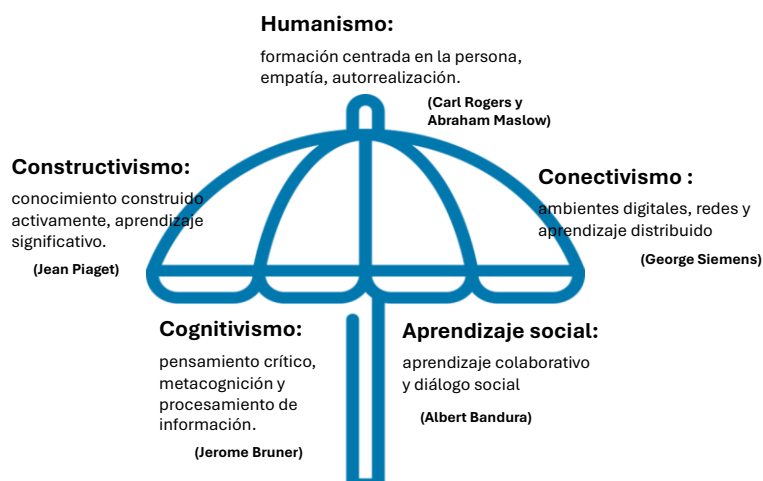 Humanismo:
formación centrada en la persona,
empatía, autorrealización.
(Carl Rogers y
Abraham Maslow)
Constructivismo:
conocimiento construido
activamente, aprendizaje
significativo.
(Jean Piaget)
Conectivismo :
ambientes digitales, redes y
aprendizaje distribuido
(George Siemens)
Cognitivismo:
pensamiento crítico,
metacognición y
procesamiento de
información.
(Jerome Bruner)
Aprendizaje social:
aprendizaje colaborativo
y diálogo social
(Albert Bandura)